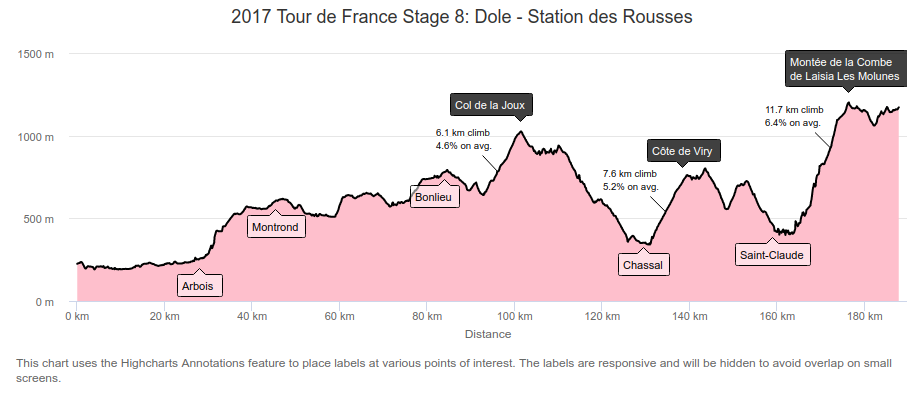 2017 Tour de France Stage 8: Dole - Station des Rousses
1500 m
1000 m
500 m
0 m
Montée de la Combe
de Laisia Les Molunes
Col de la Joux
11.7 km climb
6.4% on avg.
6.1 km climb
4.6% on avg.
Côte de Viry
7.6 km climb
5.2% on avg.
Bonlieu
Montrond
Saint-Claude
Chassal
Arbois
0 km
20 km
40 km
60 km
80 km
100 km
120 km
140 km
160 km
180 km
Distance
This chart uses the Highcharts Annotations feature to place labels at various points of interest. The labels are responsive and will be hidden to avoid overlap on small
screens.